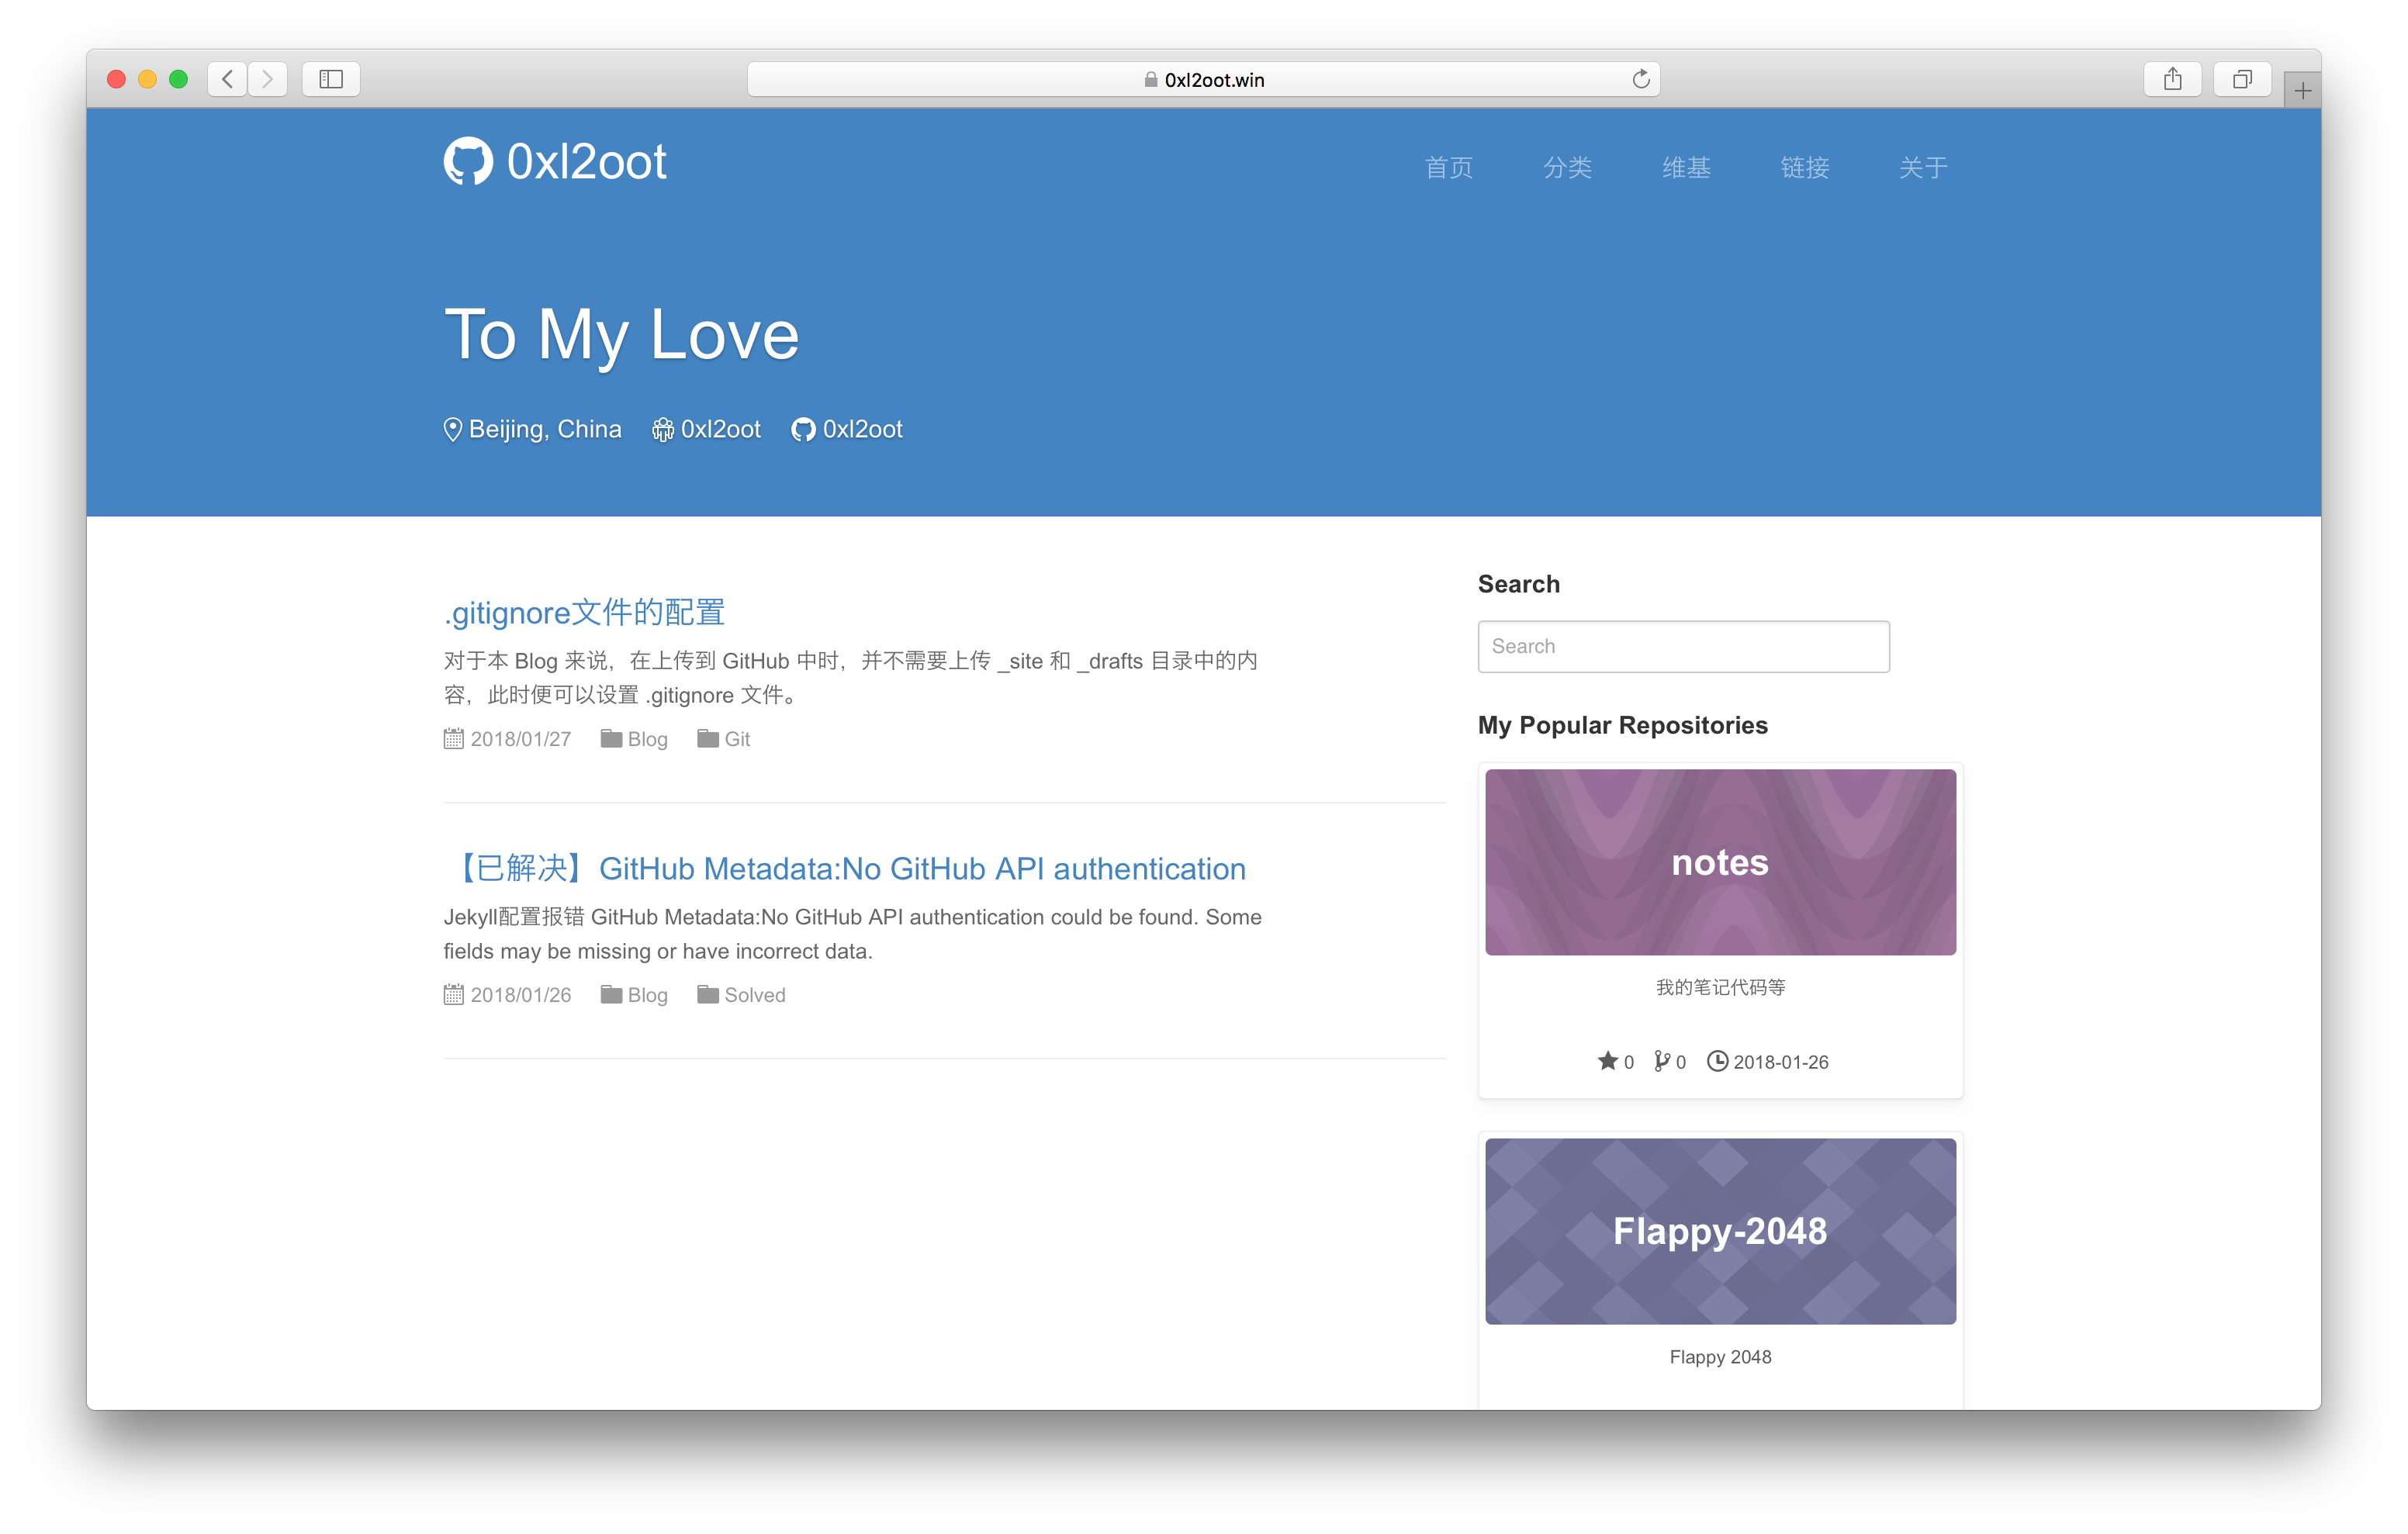 0xl2oot.win
0xl2oot
首页 分类 维基 链接 关于
To My Love
Beijing, China 0xl2oot 0xl2oot
.gitignore文件的配置
对于本 Blog 来说，在上传到 GitHub 中时，并不需要上传 _site 和 _drafts 目录中的内
容，此时便可以设置 .gitignore 文件。
2018/01/27 Blog Git
【已解决】GitHub Metadata:No GitHub API authentication
Jekyll配置报错 GitHub Metadata:No GitHub API authentication could be found. Some
fields may be missing or have incorrect data.
2018/01/26 Blog Solved
Search
Search
My Popular Repositories
notes
我的笔记代码等
0 0 2018-01-26
Flappy-2048
Flappy 2048